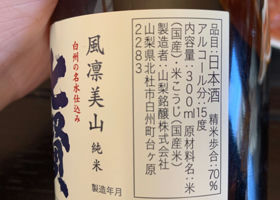 品目:日本酒 精米歩合:70%
アルコール分:15度
内容量:300ml 原材料名:米
(国産)・米こうじ(国産米)
製造者:山梨銘醸株式会社
山梨県北杜市白州町台ヶ原
2283
風凛美山 純米
製造年月
白州の名水仕込み
七賢